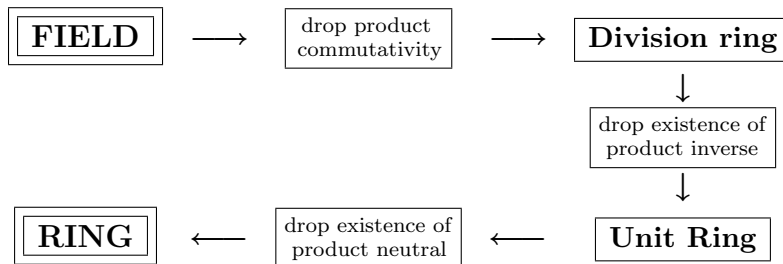 FIELD
drop product
commutativity
Division ring
drop existence of
product inverse
RING
drop existence of
product neutral
Unit Ring